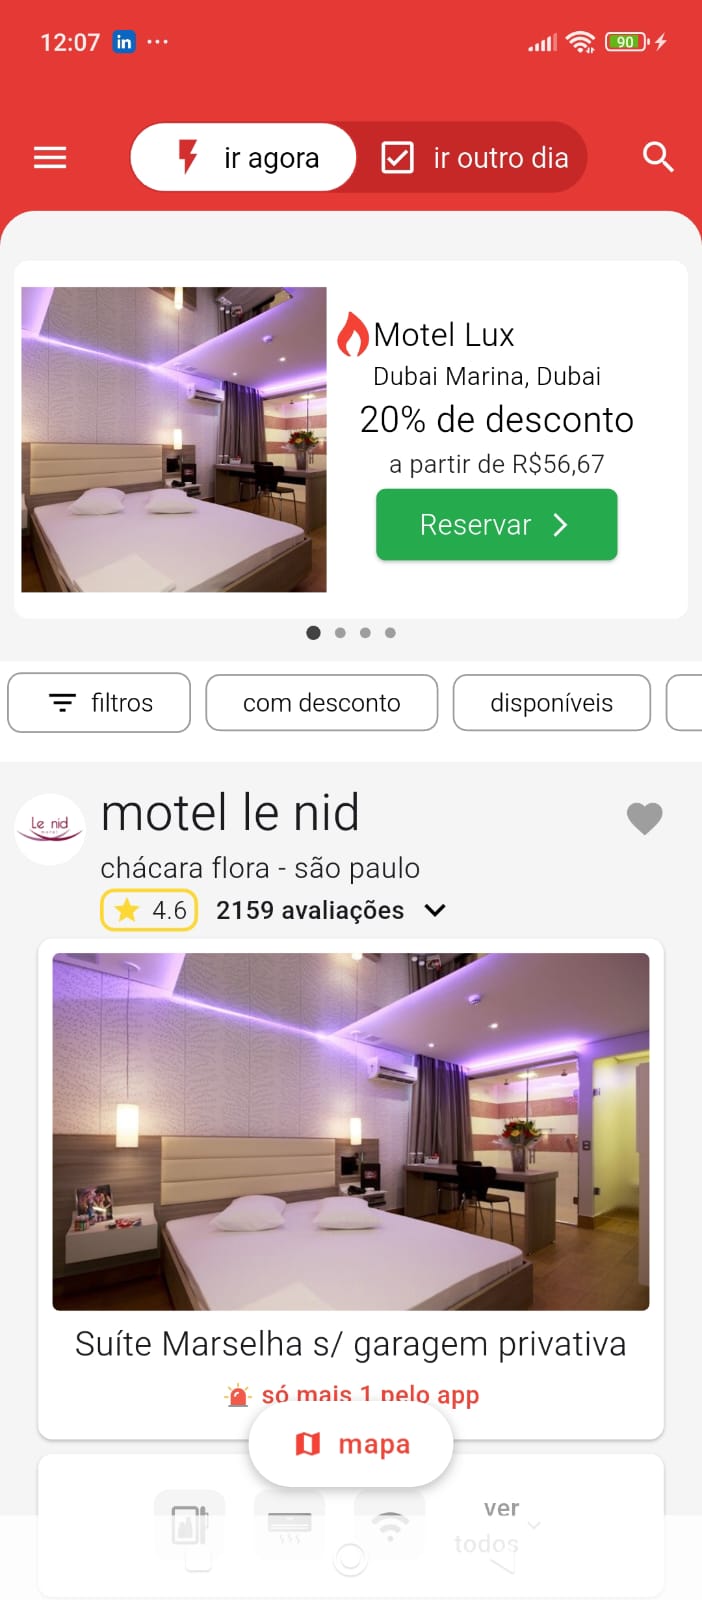 12:07 in ... 90
ir agora ir outro dia
Motel Lux
Dubai Marina, Dubai
20% de desconto
a partir de R$56,67
Reservar
filtros com desconto disponíveis
Le nid
motel le nid
chácara flora - são paulo
4.6 2159 avaliações
Suíte Marselha s/ garagem privativa
só mais 1 pelo app
mapa
ver
todos